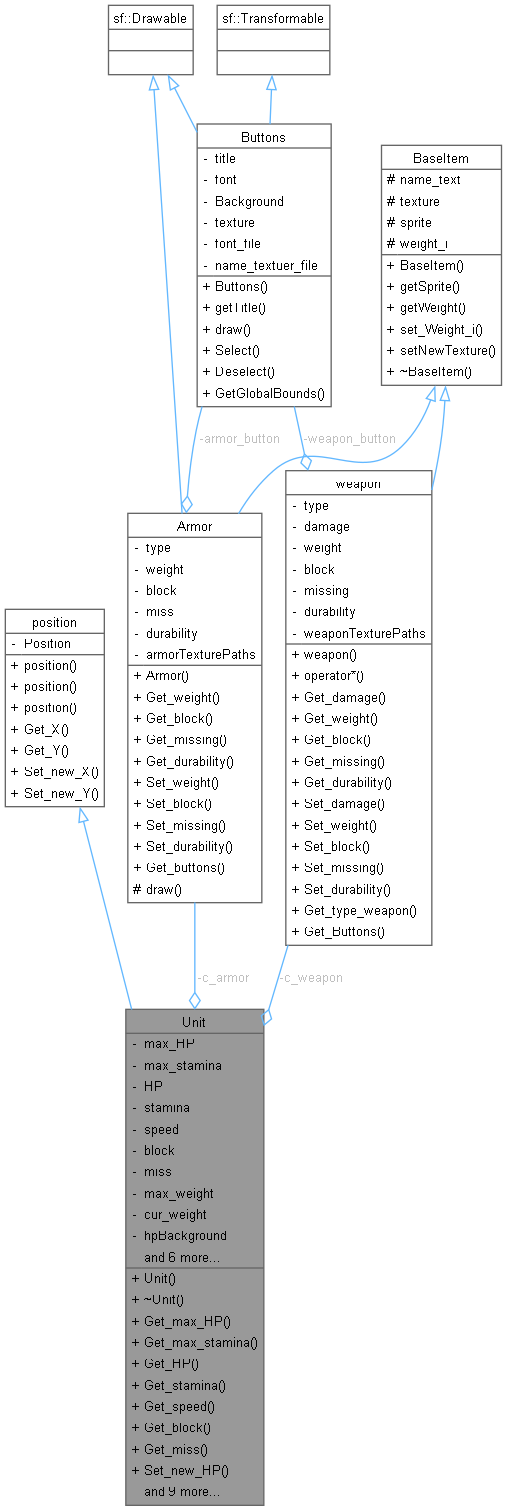 sf::Drawable
sf::Transformable
Buttons
- title
- font
- Background
- texture
- font_file
- name_textuer_file
+ Buttons()
+ getTitle()
+ draw()
+ Select()
+ Deselect()
+ GetGlobalBounds()
BaseItem
# name_text
# texture
# sprite
# weight_i
+ BaseItem()
+ getSprite()
+ getWeight()
+ set_Weight_i()
+ setNewTexture()
+ ~BaseItem()
-armor_button
-weapon_button
weapon
- type
- damage
- weight
- block
- missing
- durability
- weaponTexturePaths
+ weapon()
+ operator*()
+ Get_damage()
+ Get_weight()
+ Get_block()
+ Get_missing()
+ Get_durability()
+ Set_damage()
+ Set_weight()
+ Set_block()
+ Set_missing()
+ Set_durability()
+ Get_type_weapon()
+ Get_Buttons()
Armor
- type
- weight
- block
- miss
- durability
- armorTexturePaths
+ Armor()
+ Get_weight()
+ Get_block()
+ Get_missing()
+ Get_durability()
+ Set_weight()
+ Set_block()
+ Set_missing()
+ Set_durability()
+ Get_buttons()
# draw()
position
- Position
+ position()
+ position()
+ position()
+ Get_X()
+ Get_Y()
+ Set_new_X()
+ Set_new_Y()
-c_armor
-c_weapon
Unit
- max_HP
- max_stamina
- HP
- stamina
- speed
- block
- miss
- max_weight
- cur_weight
- hpBackground
and 6 more...
+ Unit()
+ ~Unit()
+ Get_max_HP()
+ Get_max_stamina()
+ Get_HP()
+ Get_stamina()
+ Get_speed()
+ Get_block()
+ Get_miss()
+ Set_new_HP()
and 9 more...